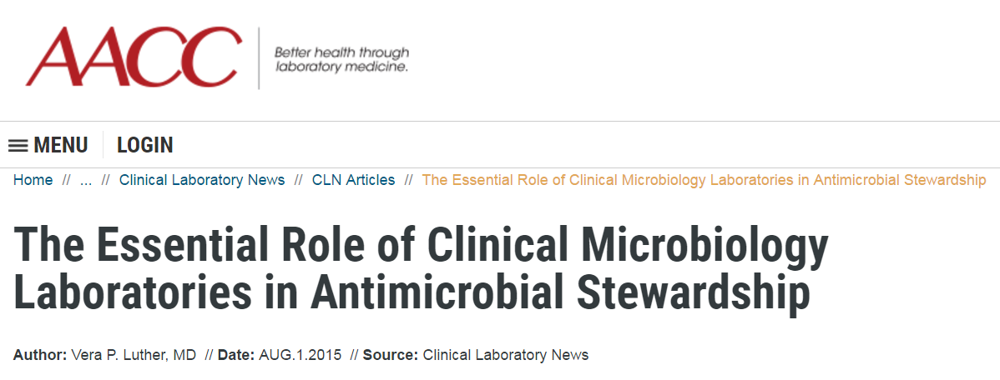 AACC
Better health through
laboratory medicine.
MENU
LOGIN
Home // ... // Clinical Laboratory News // CLN Articles // The Essential Role of Clinical Microbiology Laboratories in Antimicrobial Stewardship
The Essential Role of Clinical Microbiology
Laboratories in Antimicrobial Stewardship
Author: Vera P. Luther, MD // Date: AUG.1.2015 // Source: Clinical Laboratory News